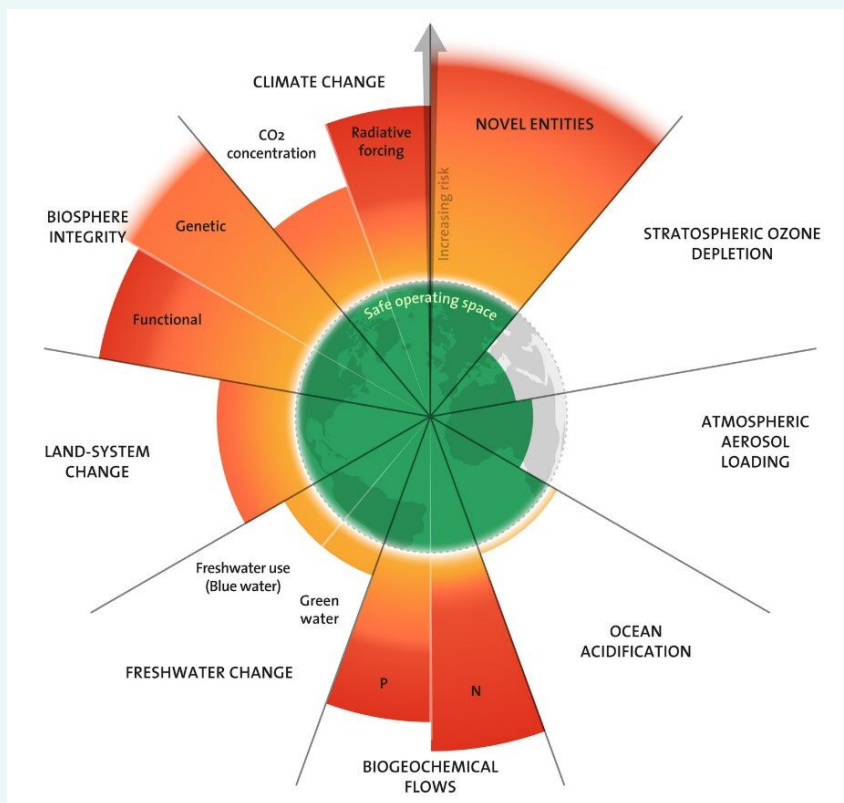 CLIMATE CHANGE
CO2
concentration
Radiative
forcing
Increasing risk
NOVEL ENTITIES
STRATOSPHERIC OZONE
DEPLETION
ATMOSPHERIC
AEROSOL
LOADING
OCEAN
ACIDIFICATION
N
P
BIOGEOCHEMICAL
FLOWS
Green
water
Freshwater use
(Blue water)
FRESHWATER CHANGE
LAND-SYSTEM
CHANGE
BIOSPHERE
INTEGRITY
Functional
Genetic
Safe operating space